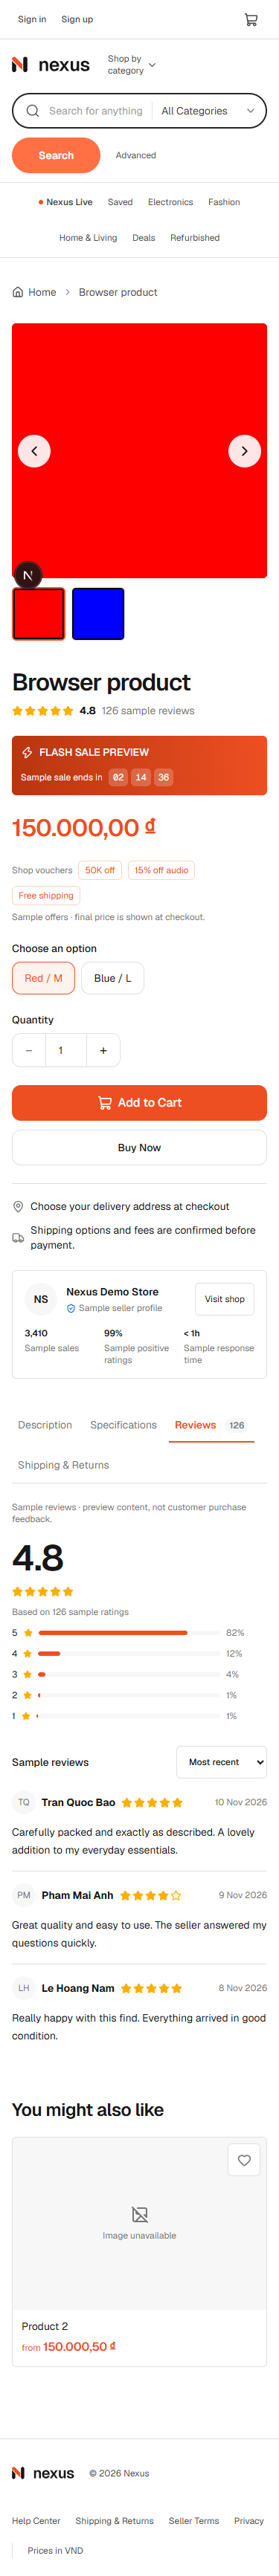 Sign in Sign up
nexus Shop by category
Search for anything All Categories
Search Advanced
Nexus Live Saved Electronics Fashion
Home & Living Deals Refurbished
Home Browser product
N
Browser product
4.8 126 sample reviews
FLASH SALE PREVIEW
Sample sale ends in 02 14 36
150.000,00 ₫
Shop vouchers 50K off 15% off audio
Free shipping
Sample offers · final price is shown at checkout.
Choose an option
Red / M Blue / L
Quantity
− 1 +
Add to Cart
Buy Now
Choose your delivery address at checkout
Shipping options and fees are confirmed before
payment.
NS Nexus Demo Store Visit shop
Sample seller profile
3,410 99% < 1h
Sample sales Sample positive ratings Sample response time
Description Specifications Reviews 126
Shipping & Returns
Sample reviews · preview content, not customer purchase
feedback.
4.8
Based on 126 sample ratings
5 82%
4 12%
3 4%
2 1%
1 1%
Sample reviews Most recent
TQ Tran Quoc Bao 10 Nov 2026
Carefully packed and exactly as described. A lovely
addition to my everyday essentials.
PM Pham Mai Anh 9 Nov 2026
Great quality and easy to use. The seller answered my
questions quickly.
LH Le Hoang Nam 8 Nov 2026
Really happy with this find. Everything arrived in good
condition.
You might also like
Image unavailable
Product 2
from 150.000,50 ₫
nexus © 2026 Nexus
Help Center Shipping & Returns Seller Terms Privacy
Prices in VND